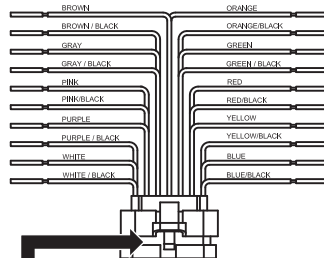 BROWN
BROWN / BLACK
GRAY
GRAY / BLACK
PINK
PINK/BLACK
PURPLE
PURPLE / BLACK
WHITE
WHITE / BLACK
ORANGE
ORANGE/BLACK
GREEN
GREEN / BLACK
RED
RED/BLACK
YELLOW
YELLOW/BLACK
BLUE
BLUE/BLACK